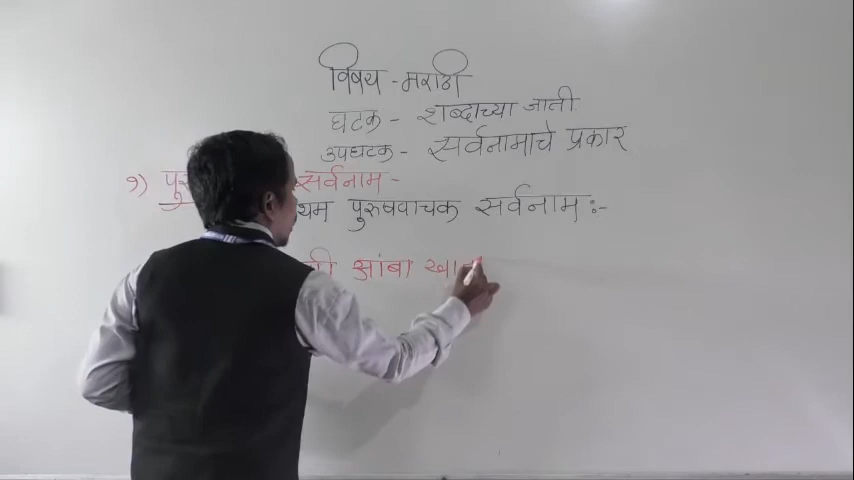 विषय - मराठी
घटक - शब्दाच्या जाती.
उपघटक - सर्वनामाचे प्रकार
१) सर्वनाम -
पुरुषवाचक सर्वनाम :-
आंबा